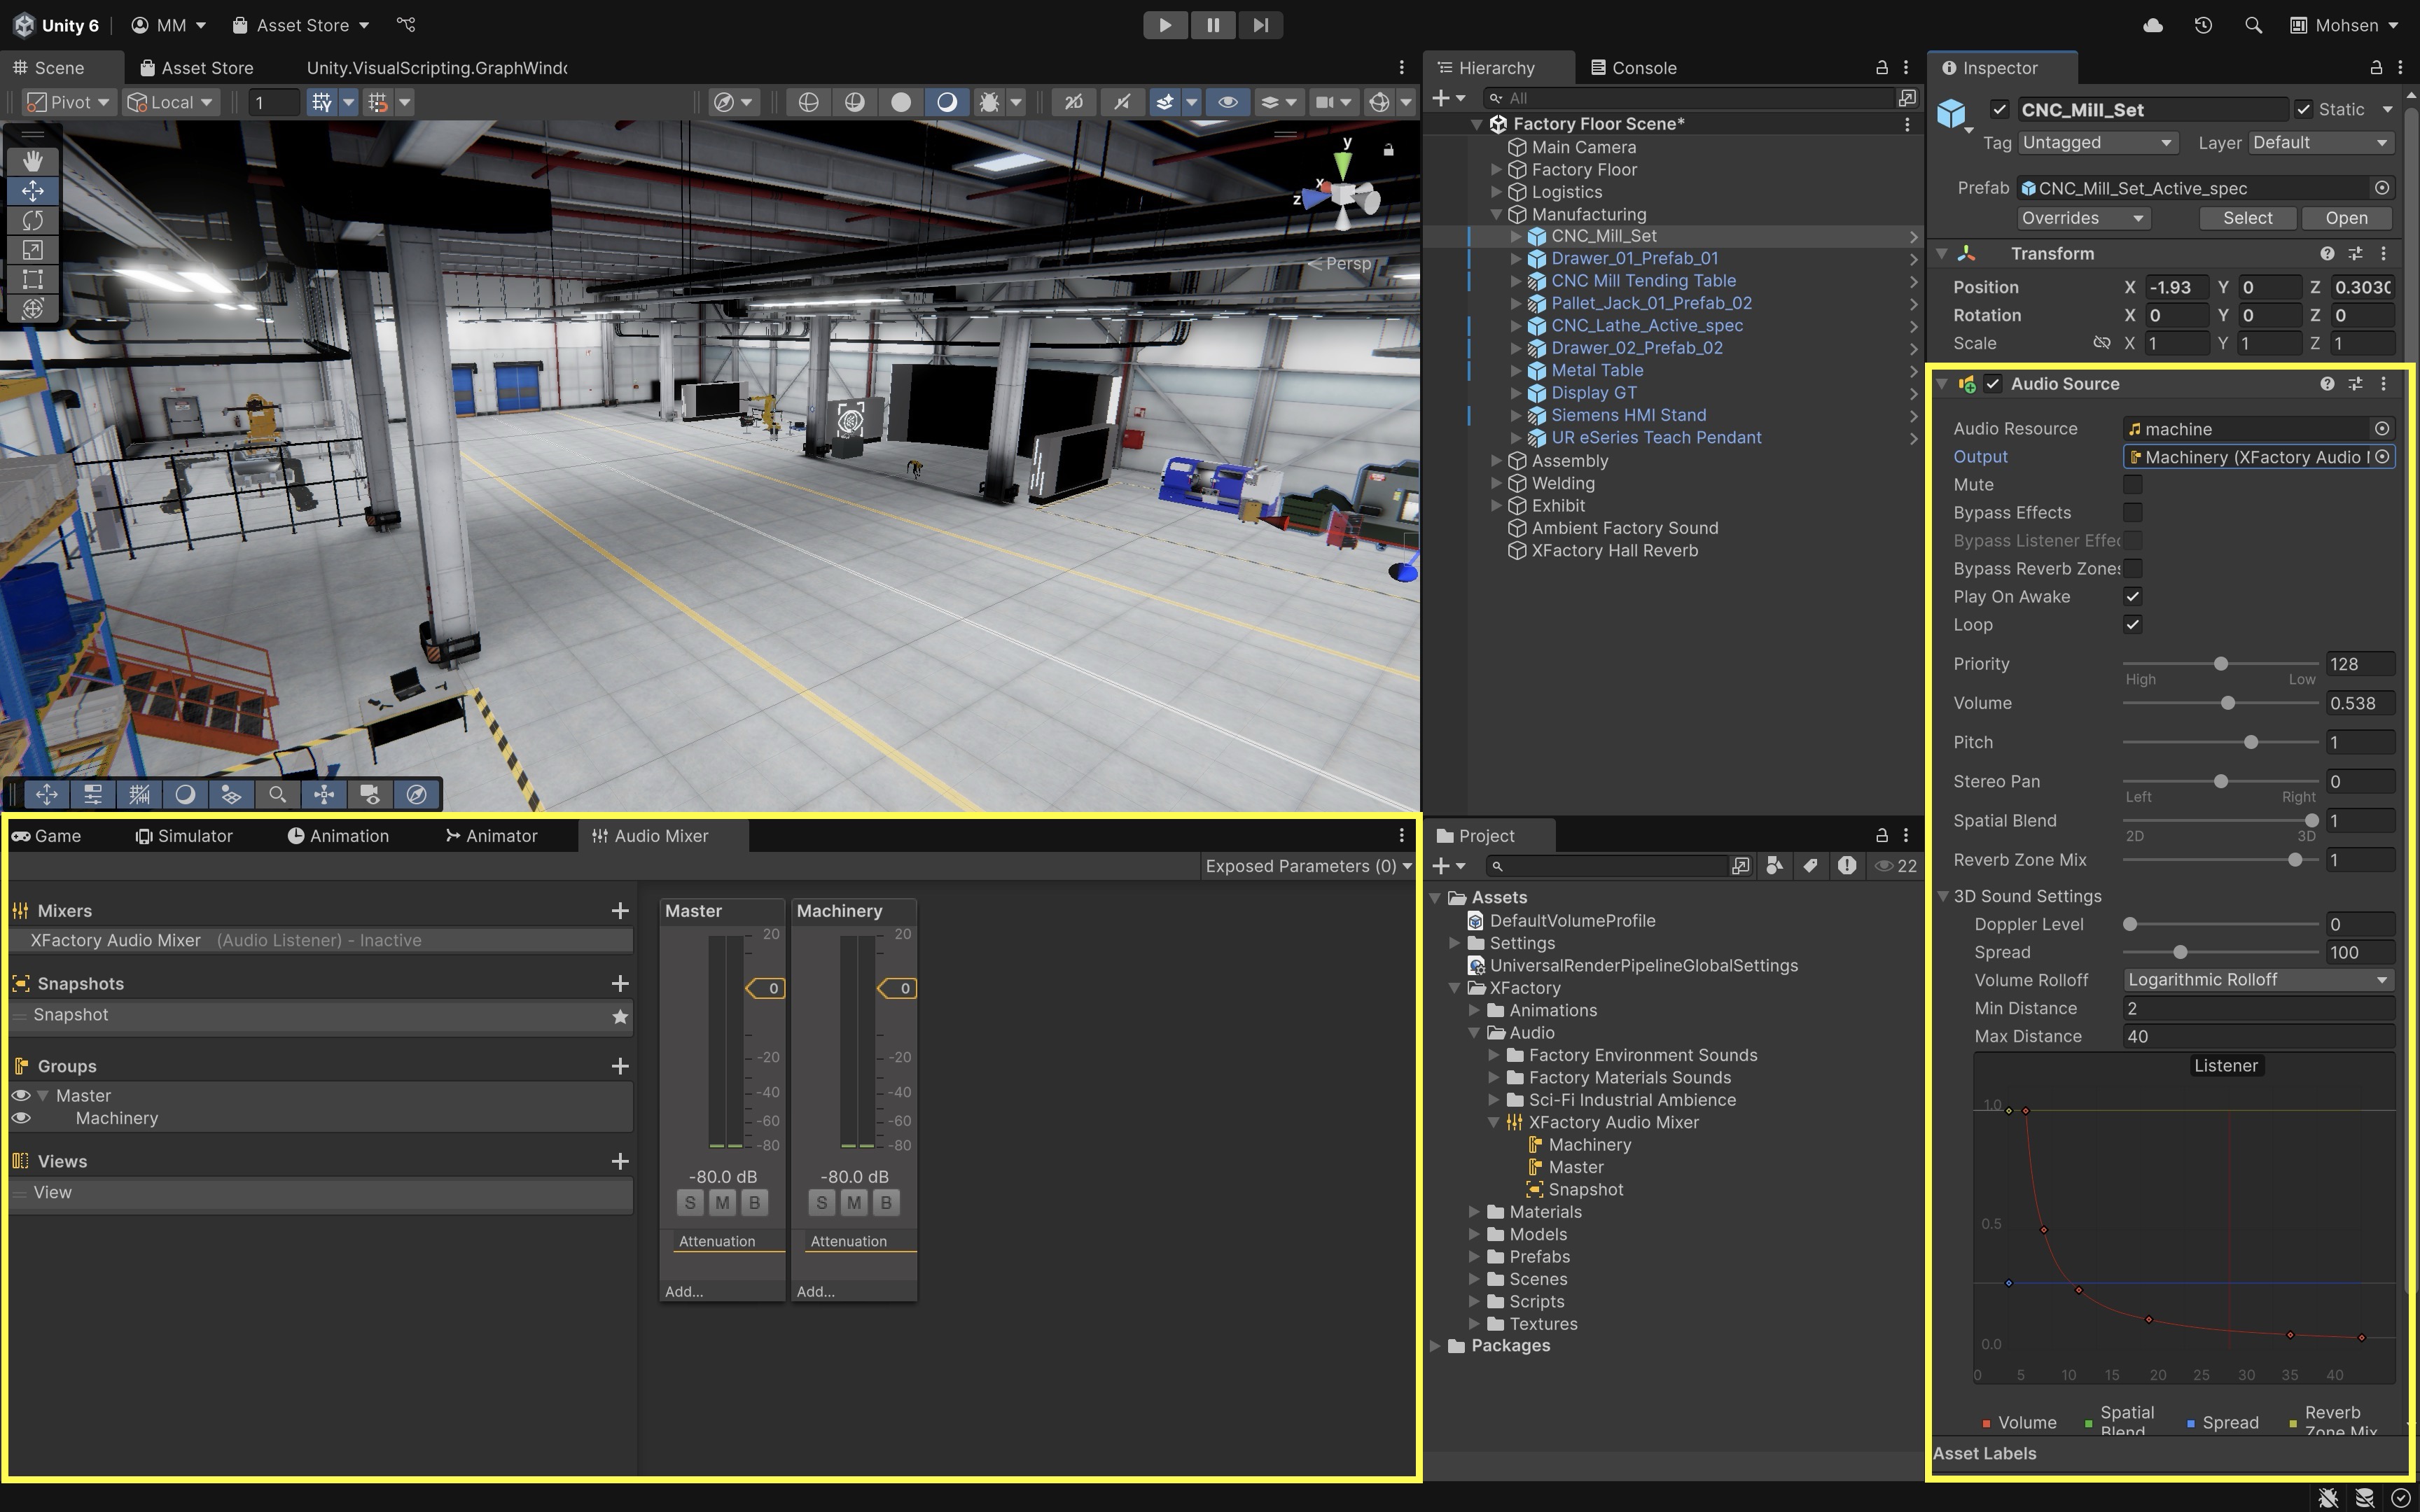 Unity 6
MM
Asset Store
Mohsen
Scene
Asset Store
Unity.VisualScripting.GraphWindo
Pivot
Local
1
2D
y
x
z
Persp
Hierarchy
Console
All
Factory Floor Scene*
Main Camera
Factory Floor
Logistics
Manufacturing
CNC_Mill_Set
Drawer_01_Prefab_01
CNC Mill Tending Table
Pallet_Jack_01_Prefab_02
CNC_Lathe_Active_spec
Drawer_02_Prefab_02
Metal Table
Display GT
Siemens HMI Stand
UR eSeries Teach Pendant
Assembly
Welding
Exhibit
Ambient Factory Sound
XFactory Hall Reverb
Inspector
CNC_Mill_Set
Static
Tag Untagged Layer Default
Prefab CNC_Mill_Set_Active_spec
Overrides Select Open
Transform
Position X -1.93 Y 0 Z 0.303
Rotation X 0 Y 0 Z 0
Scale X 1 Y 1 Z 1
Audio Source
Audio Resource machine
Output Machinery (XFactory Audio
Mute
Bypass Effects
Bypass Listener Effec
Bypass Reverb Zones
Play On Awake
Loop
Priority 128
High Low
Volume 0.538
Pitch 1
Stereo Pan 0
Left Right
Spatial Blend 1
2D 3D
Reverb Zone Mix 1
3D Sound Settings
Doppler Level 0
Spread 100
Volume Rolloff Logarithmic Rolloff
Min Distance 2
Max Distance 40
Listener
1.0
0.5
0.0
0 5 10 15 20 25 30 35 40
Volume Spatial Blend Spread Reverb Zone Mix
Asset Labels
Game
Simulator
Animation
Animator
Audio Mixer
Exposed Parameters (0)
Mixers
XFactory Audio Mixer (Audio Listener) - Inactive
Snapshots
Snapshot
Groups
Master
Machinery
Views
View
Master
20
0
-20
-40
-60
-80
-80.0 dB
S M B
Attenuation
Add...
Machinery
20
0
-20
-40
-60
-80
-80.0 dB
S M B
Attenuation
Add...
Project
22
Assets
DefaultVolumeProfile
Settings
UniversalRenderPipelineGlobalSettings
XFactory
Animations
Audio
Factory Environment Sounds
Factory Materials Sounds
Sci-Fi Industrial Ambience
XFactory Audio Mixer
Machinery
Master
Snapshot
Materials
Models
Prefabs
Scenes
Scripts
Textures
Packages